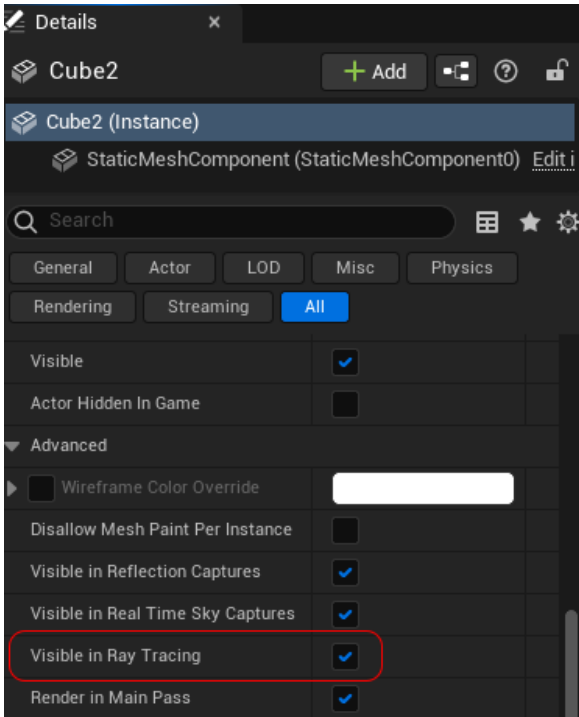 Details
Cube2
Add
Cube2 (Instance)
StaticMeshComponent (StaticMeshComponent0) Edit i
Search
General Actor LOD Misc Physics
Rendering Streaming All
Visible
Actor Hidden In Game
Advanced
Wireframe Color Override
Disallow Mesh Paint Per Instance
Visible in Reflection Captures
Visible in Real Time Sky Captures
Visible in Ray Tracing
Render in Main Pass